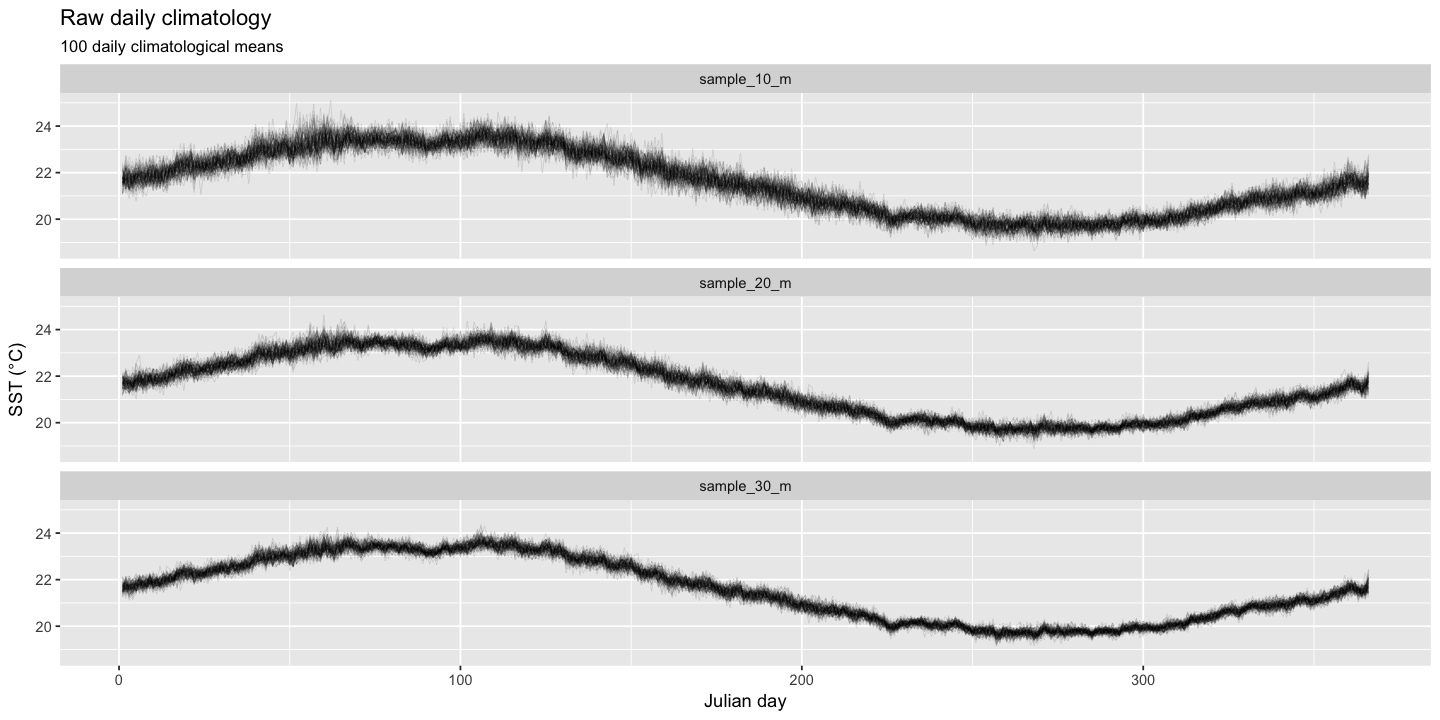 Raw daily climatology
100 daily climatological means
sample_10_m
24
22
20
sample_20_m
24
22
20
sample_30_m
24
22
20
SST (°C)
0 100 200 300
Julian day